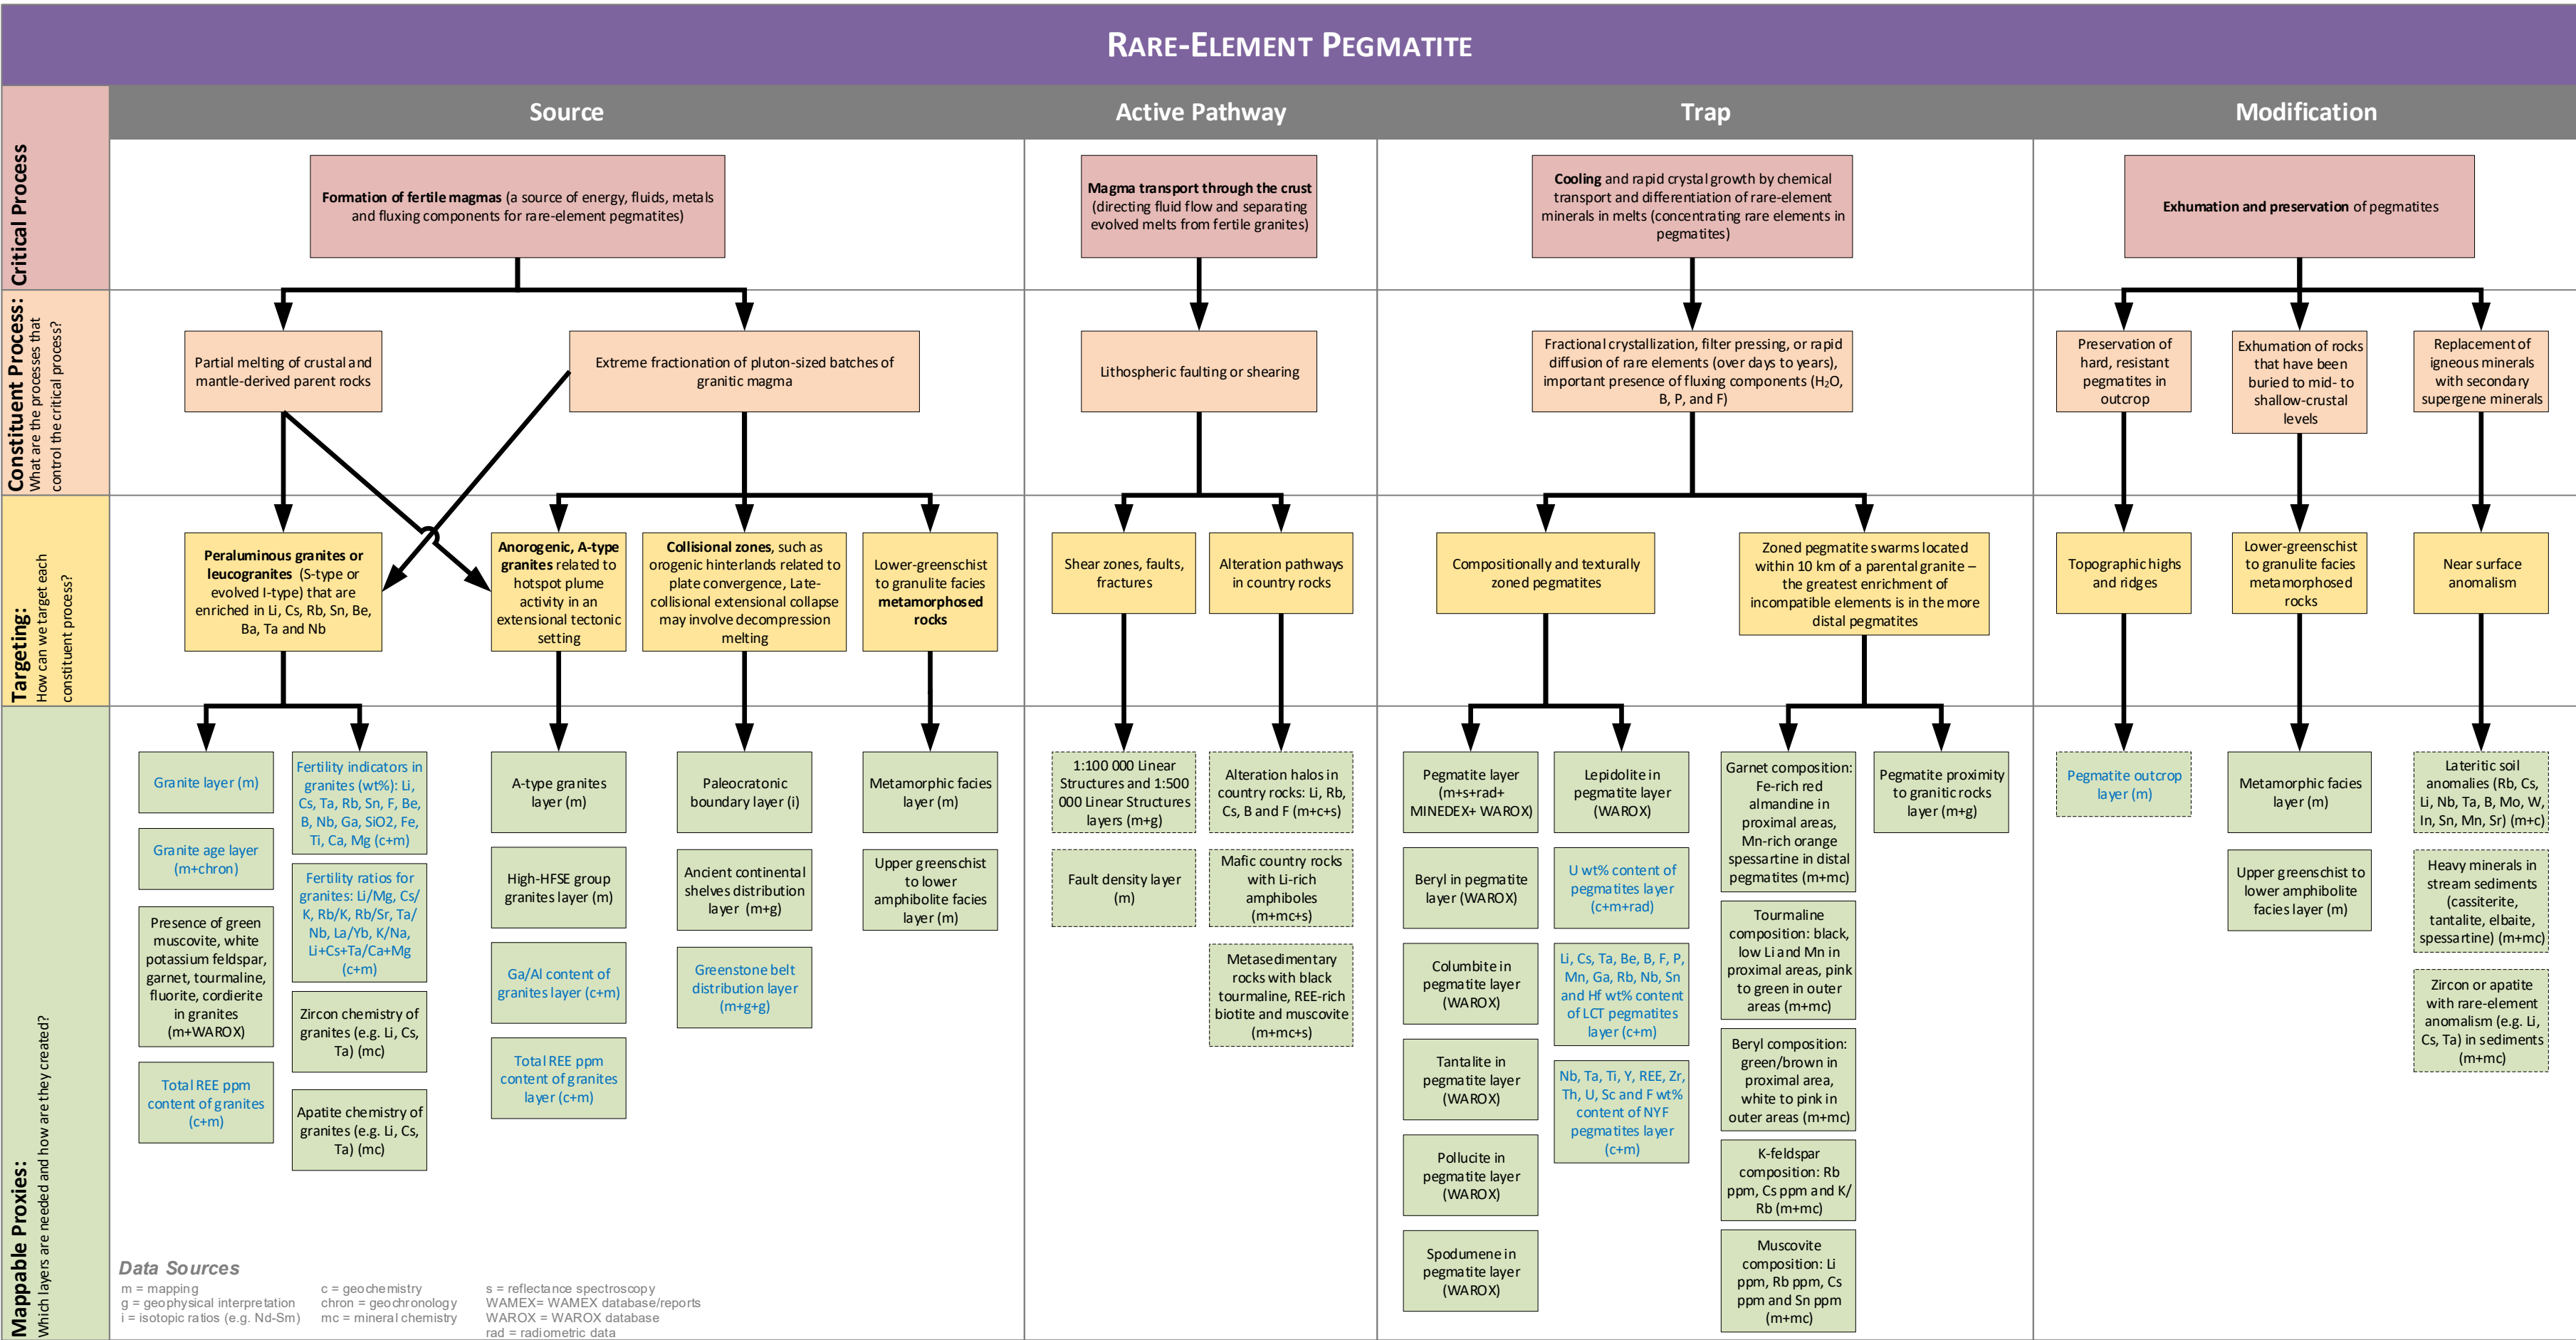 RARE-ELEMENT PEGMATITE
Source
Active Pathway
Trap
Modification
Critical Process
Formation of fertile magmas (a source of energy, fluids, metals
and fluxing components for rare-element pegmatites)
Magma transport through the crust
(directing fluid flow and separating
evolved melts from fertile granites)
Cooling and rapid crystal growth by chemical
transport and differentiation of rare-element
minerals in melts (concentrating rare elements in
pegmatites)
Exhumation and preservation of pegmatites
Constituent Process:
What are the processes that
control the critical process?
Partial melting of crustal and
mantle-derived parent rocks
Extreme fractionation of pluton-sized batches of
granitic magma
Lithospheric faulting or shearing
Fractional crystallization, filter pressing, or rapid
diffusion of rare elements (over days to years),
important presence of fluxing components (H₂O,
B, P, and F)
Preservation of
hard, resistant
pegmatites in
outcrop
Exhumation of rocks
that have been
buried to mid- to
shallow-crustal
levels
Replacement of
igneous minerals
with secondary
supergene minerals
Targeting:
How can we target each
constituent process?
Peraluminous granites or
leucogranites (S-type or
evolved I-type) that are
enriched in Li, Cs, Rb, Sn, Be,
Ba, Ta and Nb
Anorogenic, A-type
granites related to
hotspot plume
activity in an
extensional tectonic
setting
Collisional zones, such as
orogenic hinterlands related to
plate convergence, Late-
collisional extensional collapse
may involve decompression
melting
Lower-greenschist
to granulite facies
metamorphosed
rocks
Shear zones, faults,
fractures
Alteration pathways
in country rocks
Compositionally and texturally
zoned pegmatites
Zoned pegmatite swarms located
within 10 km of a parental granite –
the greatest enrichment of
incompatible elements is in the more
distal pegmatites
Topographic highs
and ridges
Lower-greenschist
to granulite facies
metamorphosed
rocks
Near surface
anomalism
Mappable Proxies:
Which layers are needed and how are they created?
Granite layer (m)
Granite age layer
(m+chron)
Presence of green
muscovite, white
potassium feldspar,
garnet, tourmaline,
fluorite, cordierite
in granites
(m+WAROX)
Total REE ppm
content of granites
(c+m)
Fertility indicators in
granites (wt%): Li,
Cs, Ta, Rb, Sn, F, Be,
B, Nb, Ga, SiO2, Fe,
Ti, Ca, Mg (c+m)
Fertility ratios for
granites: Li/Mg, Cs/
K, Rb/K, Rb/Sr, Ta/
Nb, La/Yb, K/Na,
Li+Cs+Ta/Ca+Mg
(c+m)
Zircon chemistry of
granites (e.g. Li, Cs,
Ta) (mc)
Apatite chemistry of
granites (e.g. Li, Cs,
Ta) (mc)
A-type granites
layer (m)
High-HFSE group
granites layer (m)
Ga/Al content of
granites layer (c+m)
Total REE ppm
content of granites
layer (c+m)
Paleocratonic
boundary layer (i)
Ancient continental
shelves distribution
layer (m+g)
Greenstone belt
distribution layer
(m+g+g)
Metamorphic facies
layer (m)
Upper greenschist
to lower
amphibolite facies
layer (m)
1:100 000 Linear
Structures and 1:500
000 Linear Structures
layers (m+g)
Fault density layer
(m)
Alteration halos in
country rocks: Li, Rb,
Cs, B and F (m+c+s)
Mafic country rocks
with Li-rich
amphiboles
(m+mc+s)
Metasedimentary
rocks with black
tourmaline, REE-rich
biotite and muscovite
(m+mc+s)
Pegmatite layer
(m+s+rad+
MINEDEX+ WAROX)
Beryl in pegmatite
layer (WAROX)
Columbite in
pegmatite layer
(WAROX)
Tantalite in
pegmatite layer
(WAROX)
Pollucite in
pegmatite layer
(WAROX)
Spodumene in
pegmatite layer
(WAROX)
Lepidolite in
pegmatite layer
(WAROX)
U wt% content of
pegmatites layer
(c+m+rad)
Li, Cs, Ta, Be, B, F, P,
Mn, Ga, Rb, Nb, Sn
and Hf wt% content
of LCT pegmatites
layer (c+m)
Nb, Ta, Ti, Y, REE, Zr,
Th, U, Sc and F wt%
content of NYF
pegmatites layer
(c+m)
Garnet composition:
Fe-rich red
almandine in
proximal areas,
Mn-rich orange
spessartine in distal
pegmatites (m+mc)
Tourmaline
composition: black,
low Li and Mn in
proximal areas, pink
to green in outer
areas (m+mc)
Beryl composition:
green/brown in
proximal area,
white to pink in
outer areas (m+mc)
K-feldspar
composition: Rb
ppm, Cs ppm and K/
Rb (m+mc)
Muscovite
composition: Li
ppm, Rb ppm, Cs
ppm and Sn ppm
(m+mc)
Pegmatite proximity
to granitic rocks
layer (m+g)
Pegmatite outcrop
layer (m)
Metamorphic facies
layer (m)
Upper greenschist to
lower amphibolite
facies layer (m)
Lateritic soil
anomalies (Rb, Cs,
Li, Nb, Ta, B, Mo, W,
In, Sn, Mn, Sr) (m+c)
Heavy minerals in
stream sediments
(cassiterite,
tantalite, elbaite,
spessartine) (m+mc)
Zircon or apatite
with rare-element
anomalism (e.g. Li,
Cs, Ta) in sediments
(m+mc)
Data Sources
m = mapping
g = geophysical interpretation
i = isotopic ratios (e.g. Nd-Sm)
c = geochemistry
chron = geochronology
mc = mineral chemistry
s = reflectance spectroscopy
WAMEX= WAMEX database/reports
WAROX = WAROX database
rad = radiometric data